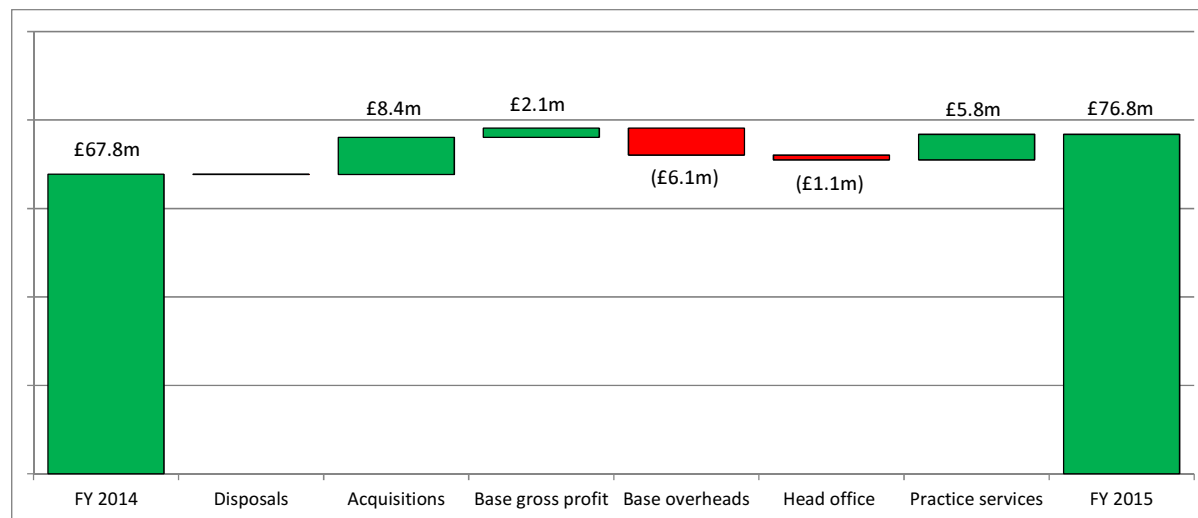 £67.8m
£8.4m
£2.1m
(£6.1m)
(£1.1m)
£5.8m
£76.8m
FY 2014 Disposals Acquisitions Base gross profit Base overheads Head office Practice services FY 2015